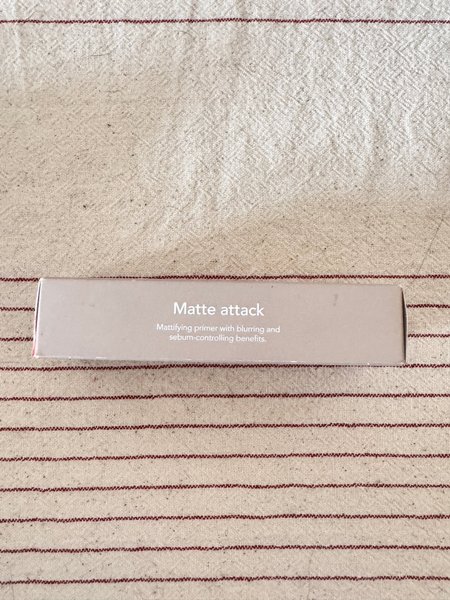 Matte attack
Mattifying primer with blurring and
sebum-controlling benefits.